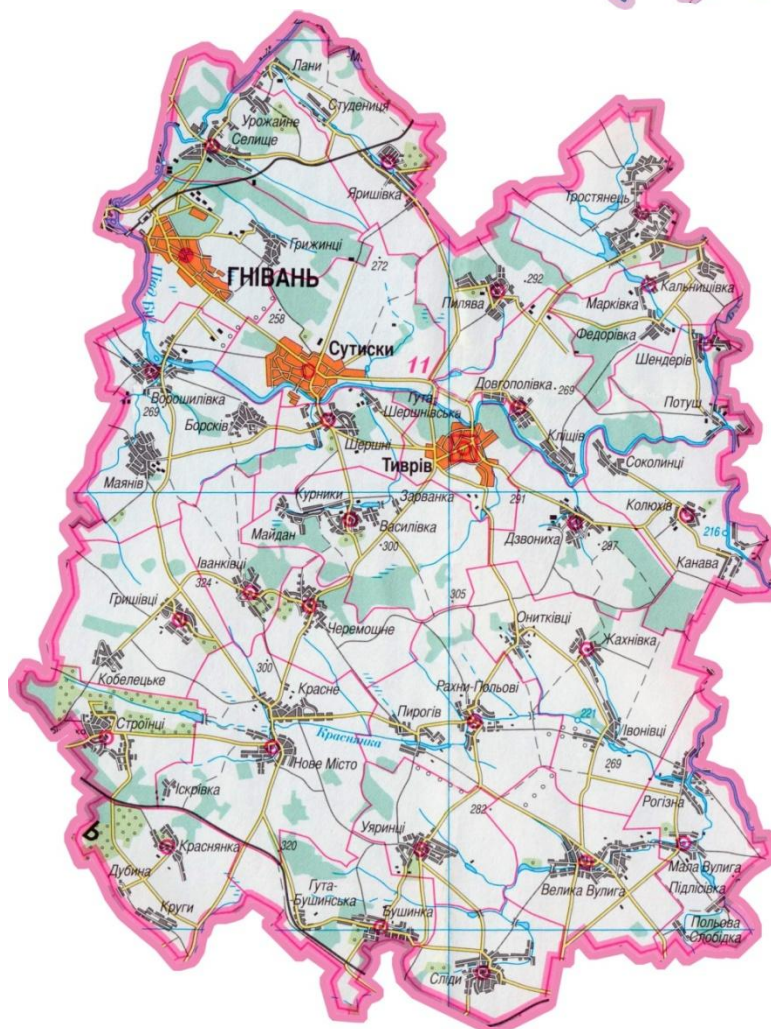 Лани
Студениця
Урожайне
Селище
Яришівка
Тростянець
Грижинці
272
ГНІВАНЬ
292
Пилява
Марківка
Кальнишівка
258
Федорівка
Сутиски
11
Шендерів
Ворошилівка
269
Гута-
Шершнівська
Довгополівка
269
Потуш
Борсків
Шершні
Кліщів
Маянів
Тиврів
Соколинці
Курники
Зарванка
291
Колюхів
Майдан
Василівка
300
Дзвониха
297
216
Канава
Іванківці
324
Гришівці
305
Черемошне
Онитківці
Жахнівка
Кобелецьке
300
Красне
Рахни-Польові
Строїнці
Пирогів
221
Краснянка
Івонівці
Нове Місто
269
Іскрівка
Рогізна
282
Ь
Уяринці
320
Краснянка
Мала Вулига
Дубина
Велика Вулига
Підлісівка
Гута-
Бушинська
Круги
Бушинка
Польова
Слобідка
Сліди